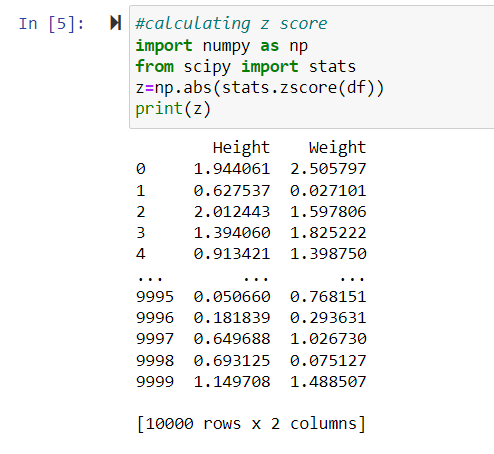 In [5]:
#calculating z score
import numpy as np
from scipy import stats
z=np.abs(stats.zscore(df))
print(z)
Height Weight
0 1.944061 2.505797
1 0.627537 0.027101
2 2.012443 1.597806
3 1.394060 1.825222
4 0.913421 1.398750
... ... ...
9995 0.050660 0.768151
9996 0.181839 0.293631
9997 0.649688 1.026730
9998 0.693125 0.075127
9999 1.149708 1.488507
[10000 rows x 2 columns]